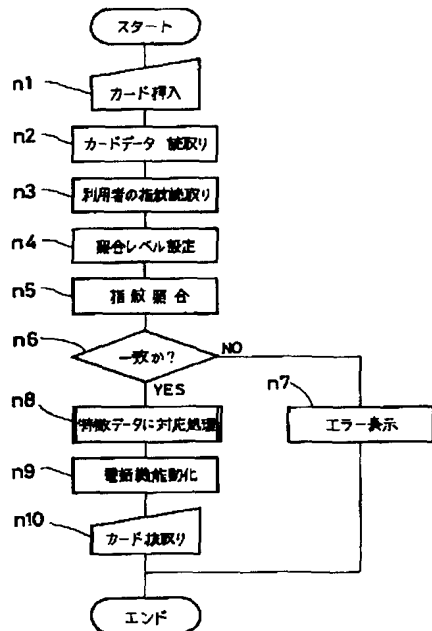 スタート
n1
カード挿入
n2
カードデータ 読取り
n3
利用者の指紋読取り
n4
照合レベル設定
n5
指紋照合
n6
一致か?
NO
YES
n7
エラー表示
n8
特徴データに対応処理
n9
電話機能動化
n10
カード抜取り
エンド